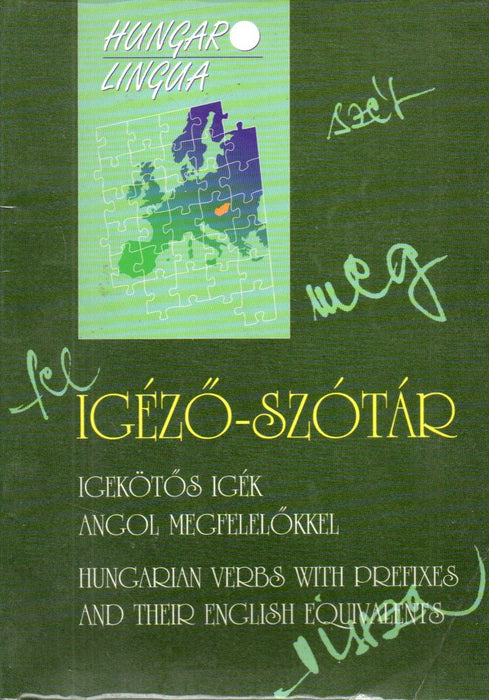 HUNGARO
LINGUA
szét
meg
fel
IGÉZŐ-SZÓTÁR
IGEKÖTŐS IGÉK
ANGOL MEGFELELŐKKEL
HUNGARIAN VERBS WITH PREFIXES
AND THEIR ENGLISH EQUIVALENTS
vissza